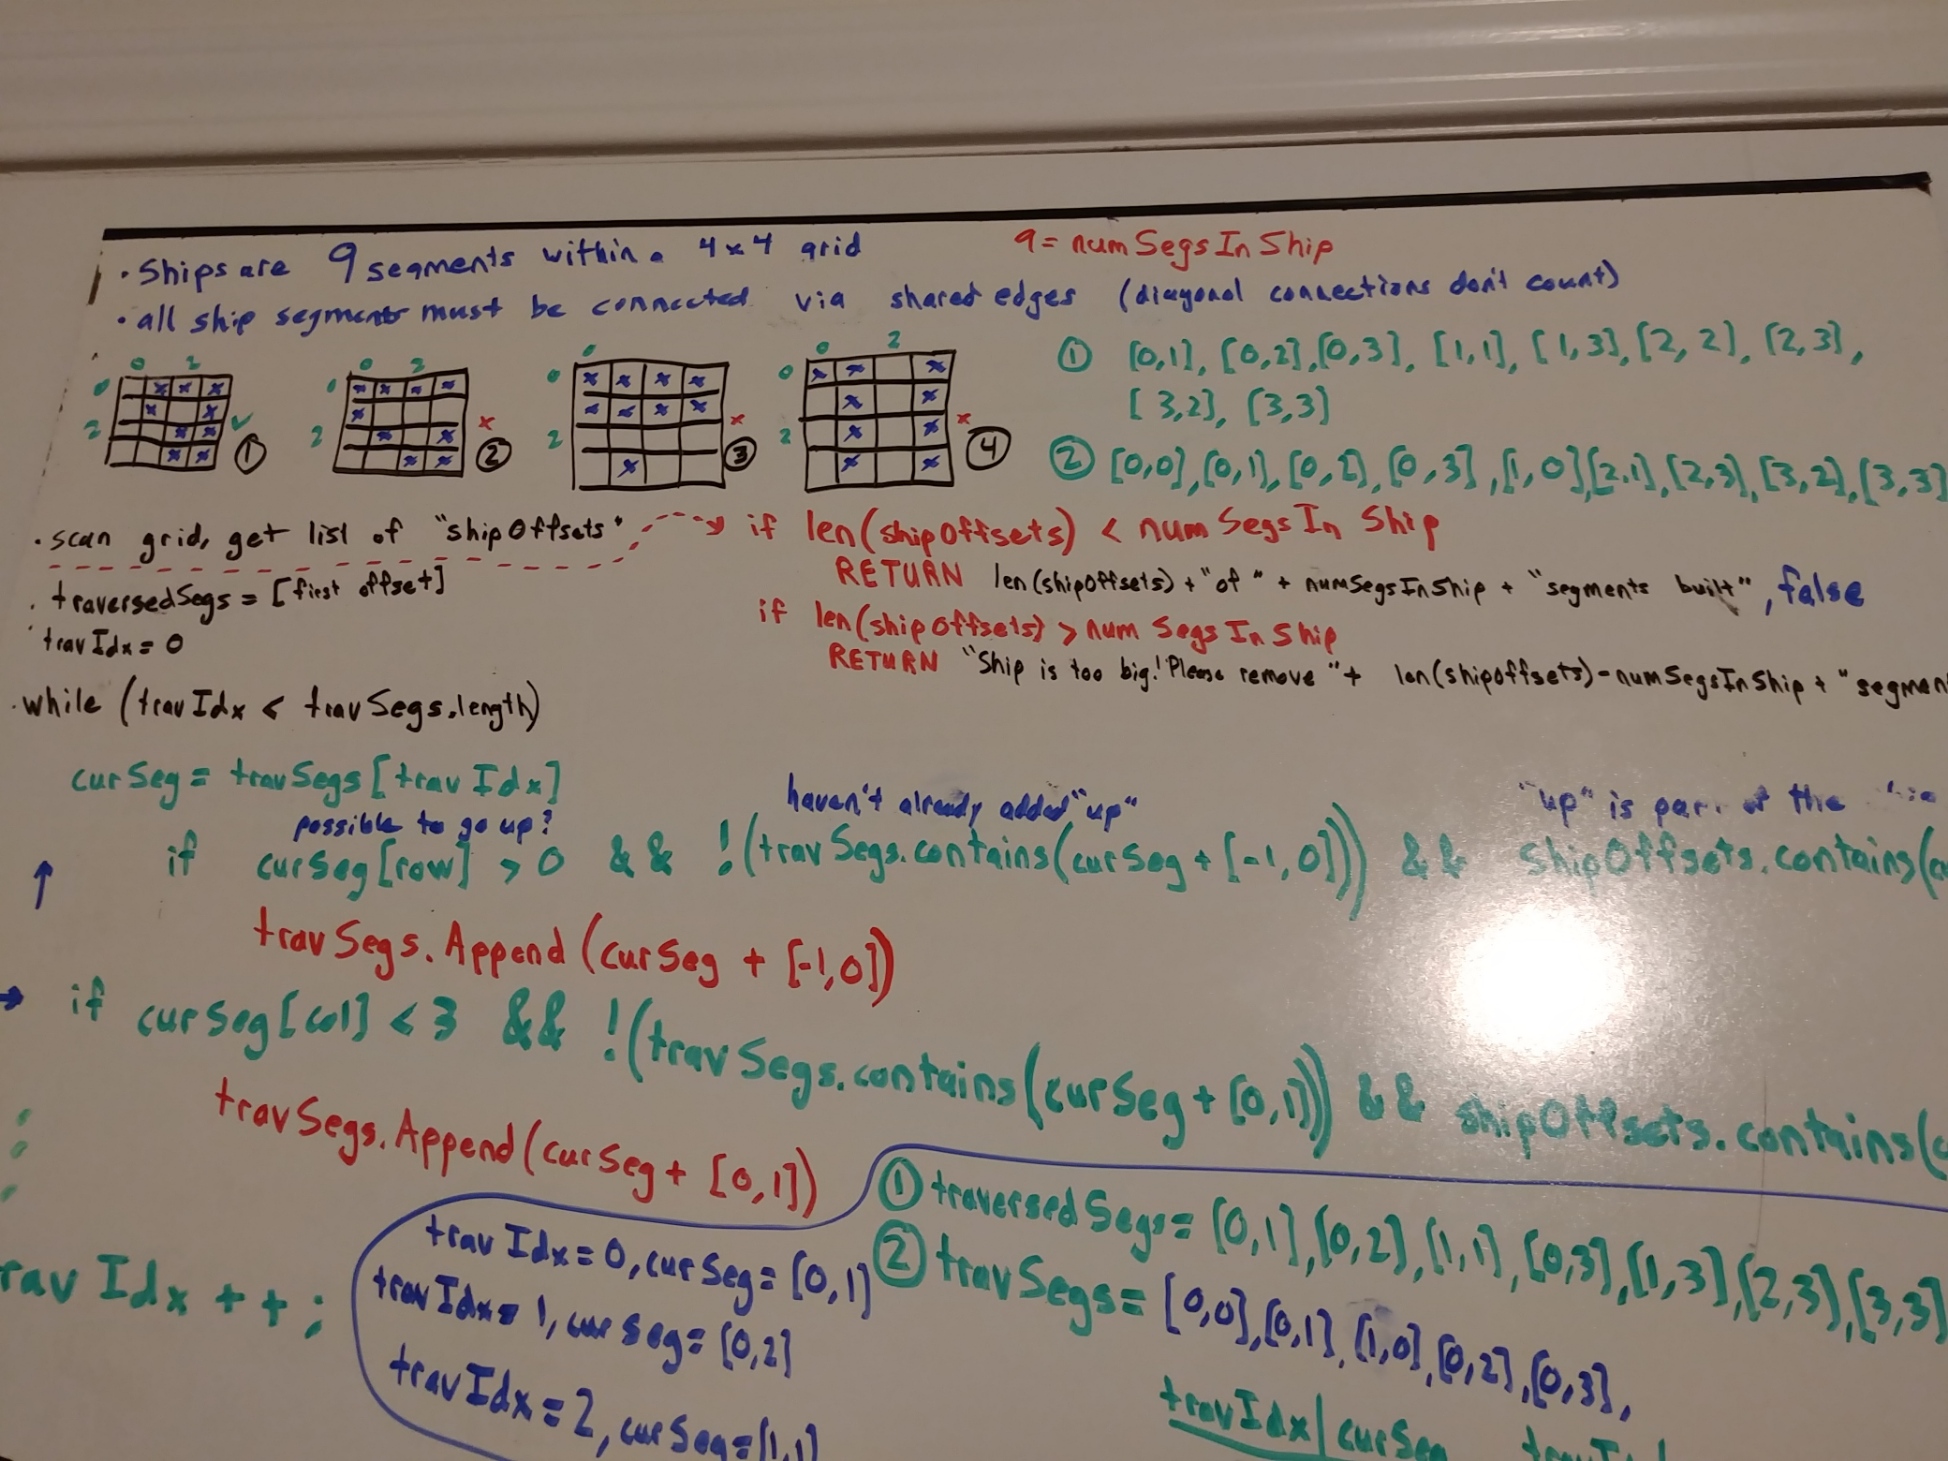 • Ships are 9 segments within a 4x4 grid
9 = numSegsInShip
• all ship segments must be connected via shared edges (diagonal connections don't count)
0 2
0
2
✓
①
0 2
0
2
x
②
0
0
2
x
③
0 2
0
2
x
④
① [0,1], [0,2], [0,3], [1,1], [1,3], [2,2], [2,3],
[3,2], [3,3]
② [0,0], [0,1], [0,2], [0,3], [1,0], [2,1], [2,3], [3,2], [3,3]
• scan grid, get list of "shipOffsets"
if len(shipOffsets) < numSegsInShip
RETURN len(shipOffsets) + "of" + numSegsInShip + "segments built", false
• traversedSegs = [first offset]
if len(shipOffsets) > numSegsInShip
• travIdx = 0
RETURN "Ship is too big! Please remove" + len(shipOffsets) - numSegsInShip + "segmen
• while (travIdx < travSegs.length)
curSeg = travSegs[travIdx]
possible to go up?
haven't already added "up"
"up" is part of the
↑ if curSeg[row] > 0 && !(travSegs.contains(curSeg + [-1,0])) && shipOffsets.contains(
travSegs.Append(curSeg + [-1,0])
→ if curSeg[col] < 3 && !(travSegs.contains(curSeg + [0,1])) && shipOffsets.contains(
travSegs.Append(curSeg + [0,1])
rav Idx ++;
travIdx = 0, curSeg = [0,1]
travIdx = 1, curSeg = [0,2]
travIdx = 2, curSeg = [1,1]
① traversedSegs = [0,1], [0,2], [1,1], [0,3], [1,3], [2,3], [3,3]
② travSegs = [0,0], [0,1], [1,0], [0,2], [0,3],
travIdx | curSeg